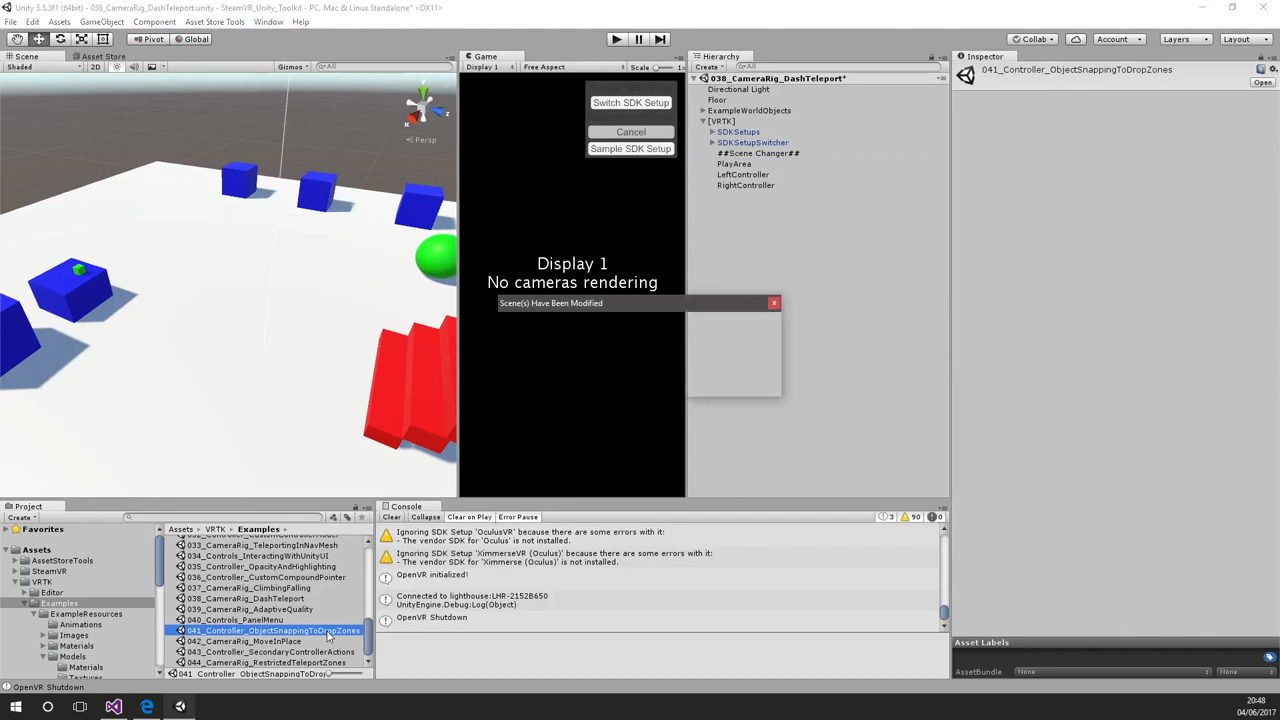 Unity 5.5.3f1 (64bit) - 038_CameraRig_DashTeleport.unity - SteamVR_Unity_Toolkit - PC, Mac & Linux Standalone* <DX11>
File Edit Assets GameObject Component Asset Store Tools Window Help
Pivot Global Collab Account Layers Layout
Scene Asset Store Game Hierarchy Inspector
Shaded 2D Gizmos All Display 1 Free Aspect Scale 1x Create All
041_Controller_ObjectSnappingToDropZones
Open
y
x
z
Persp
Switch SDK Setup
Cancel
Sample SDK Setup
Display 1
No cameras rendering
Scene(s) Have Been Modified
x
038_CameraRig_DashTeleport*
Directional Light
Floor
ExampleWorldObjects
[VRTK]
SDKSetups
SDKSetupSwitcher
##Scene Changer##
PlayArea
LeftController
RightController
Project
Create
Favorites
Assets
AssetStoreTools
SteamVR
VRTK
Editor
Examples
ExampleResources
Animations
Images
Materials
Models
Materials
Textures
Assets VRTK Examples
033_CameraRig_TeleportingInNavMesh
034_Controls_InteractingWithUnityUI
035_Controller_OpacityAndHighlighting
036_Controller_CustomCompoundPointer
037_CameraRig_ClimbingFalling
038_CameraRig_DashTeleport
039_CameraRig_AdaptiveQuality
040_Controls_PanelMenu
041_Controller_ObjectSnappingToDropZones
042_CameraRig_MoveInPlace
043_Controller_SecondaryControllerActions
044_CameraRig_RestrictedTeleportZones
041_Controller_ObjectSnappingToDrop
Console
Clear Collapse Clear on Play Error Pause 3 90 0
Ignoring SDK Setup 'OculusVR' because there are some errors with it:
- The vendor SDK for 'Oculus' is not installed.
Ignoring SDK Setup 'XimmerseVR (Oculus)' because there are some errors with it:
- The vendor SDK for 'Ximmerse (Oculus)' is not installed.
OpenVR initialized!
Connected to lighthouse:LHR-2152B650
UnityEngine.Debug:Log(Object)
OpenVR Shutdown
Asset Labels
AssetBundle None None
OpenVR Shutdown
20:48
04/06/2017